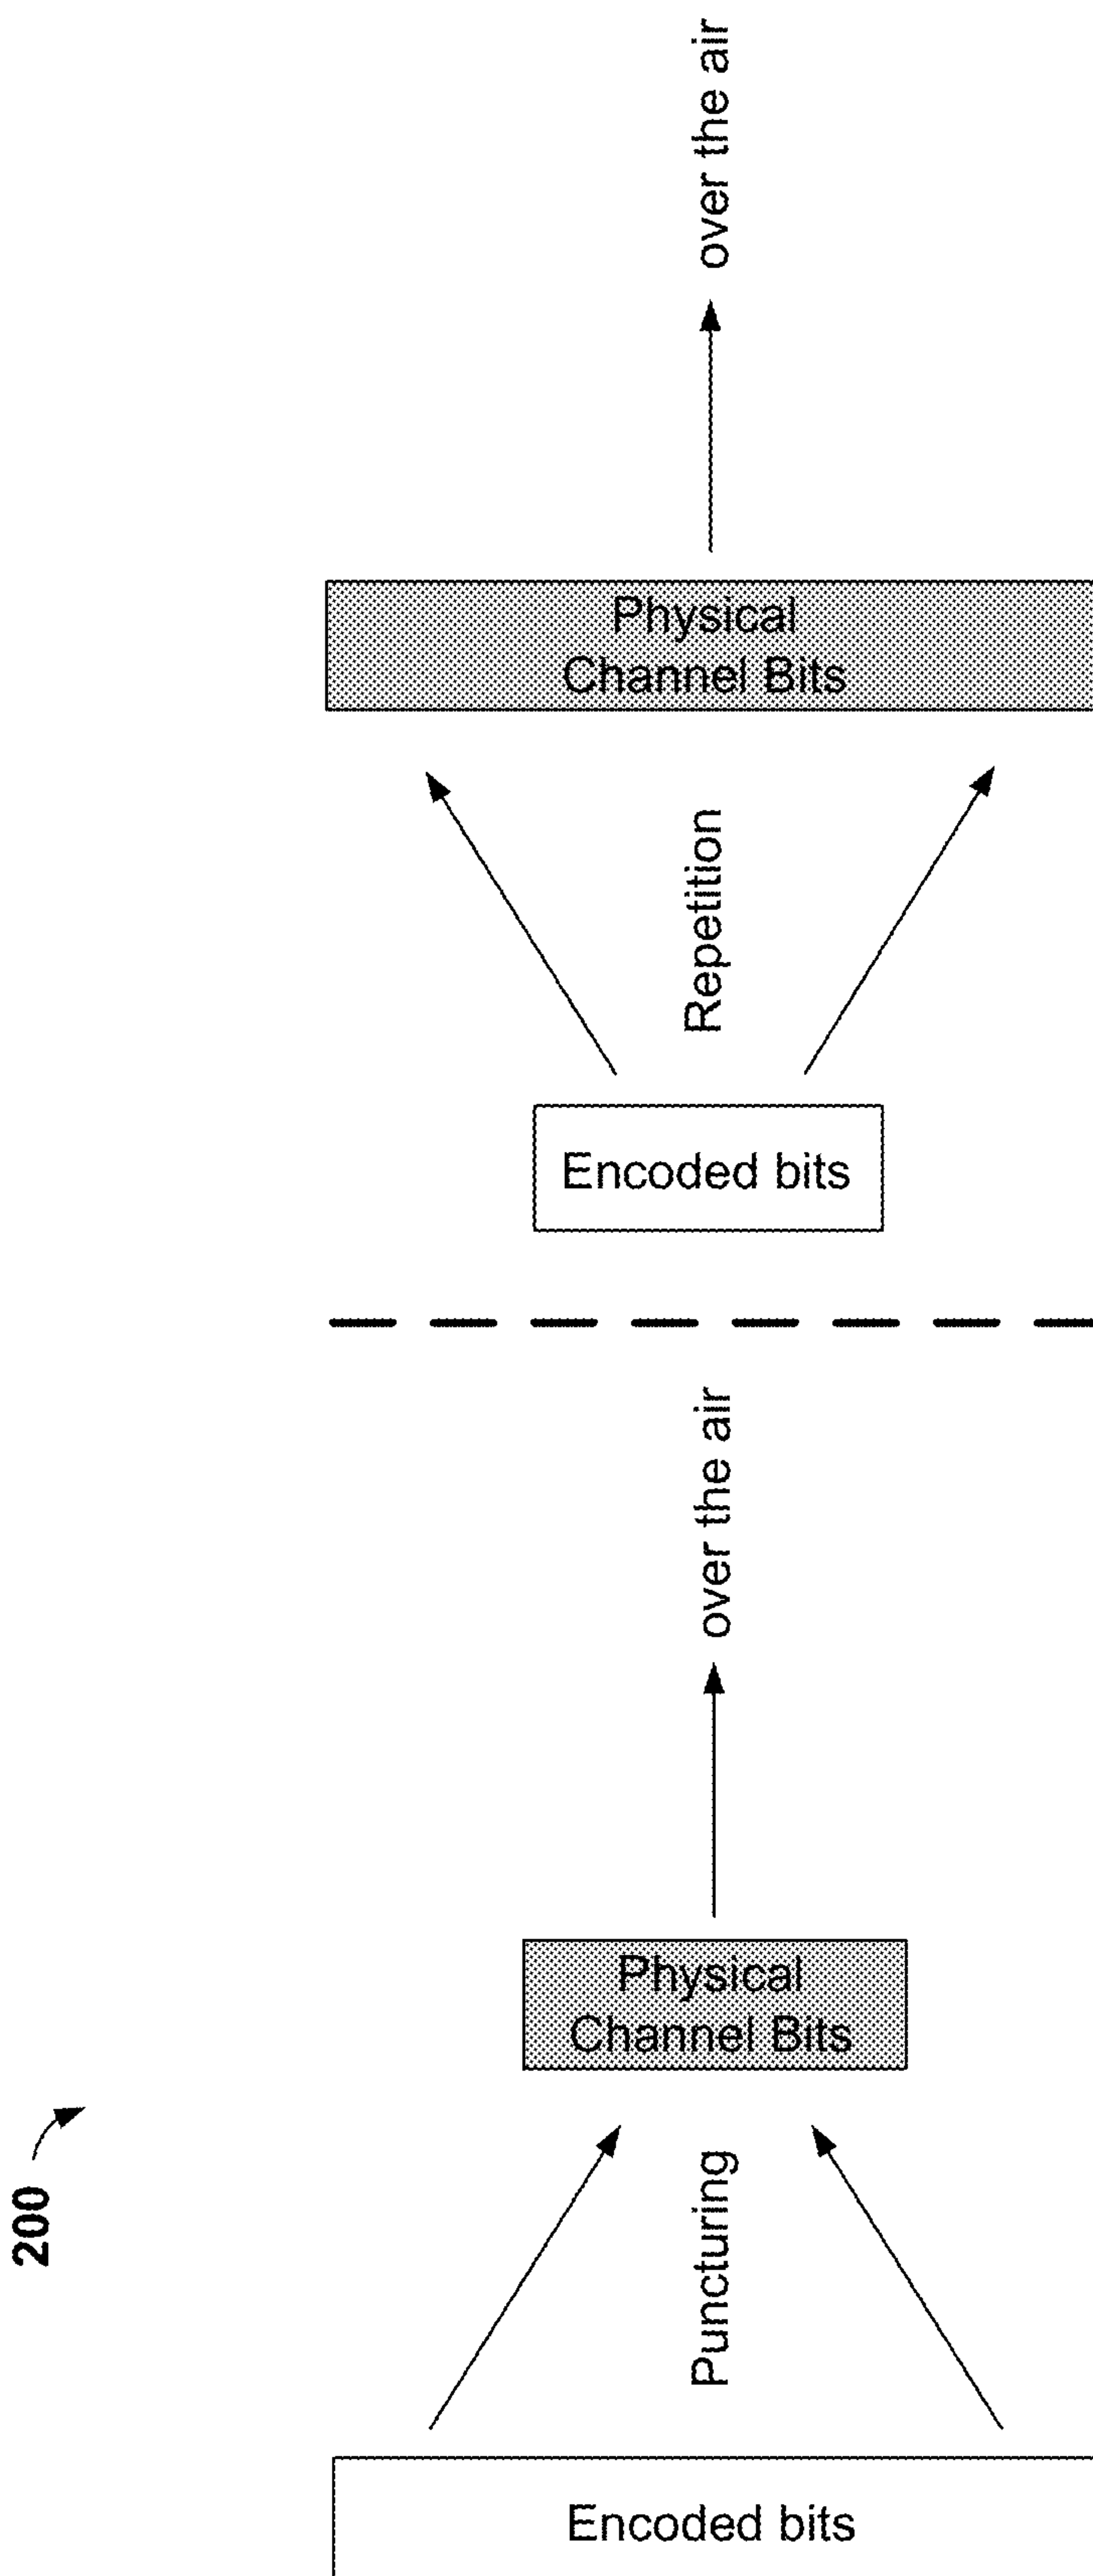 200
over the air
Physical
Channel Bits
Repetition
Encoded bits
over the air
Physical
Channel Bits
Puncturing
Encoded bits